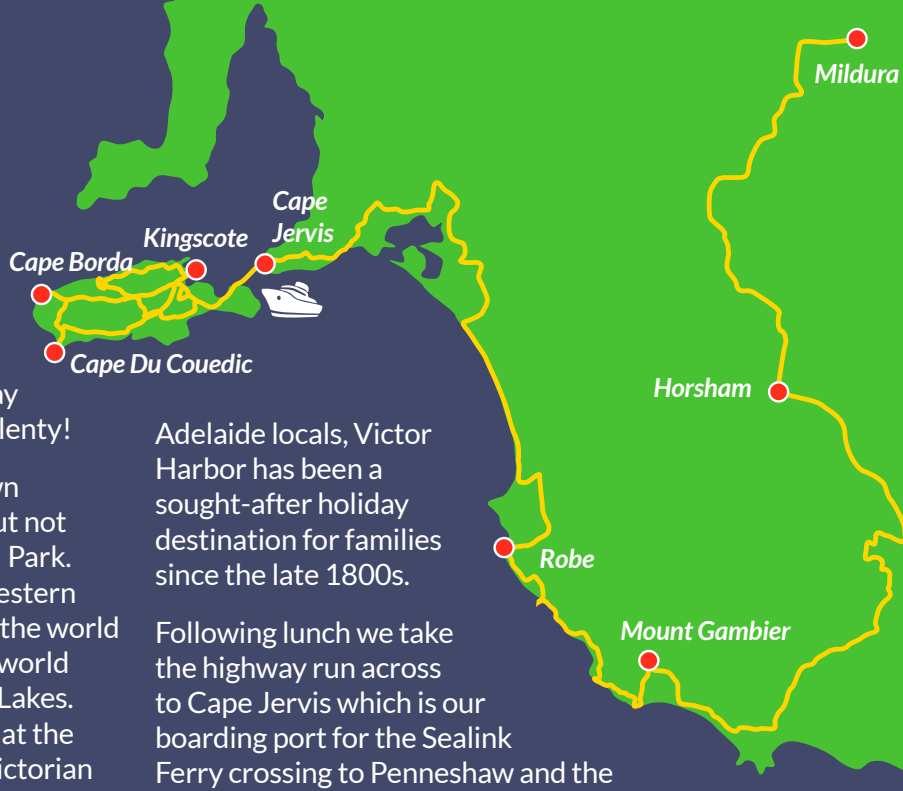 Mildura
Cape
Jervis
Kingscote
Cape Borda
Cape Du Couedic
Horsham
Robe
Mount Gambier
lenty!
ut not
Park.
the world
world
Lakes.
at the
Adelaide locals, Victor
Harbor has been a
sought-after holiday
destination for families
since the late 1800s.
Following lunch we take
the highway run across
to Cape Jervis which is our
boarding port for the Sealink
Ferry crossing to Penneshaw and the